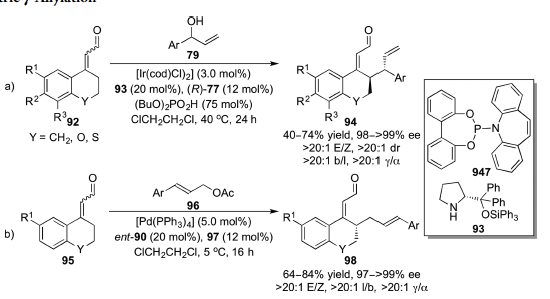 γ Allylation
OH
Ar
79
[Ir(cod)Cl)2] (3.0 mol%)
93 (20 mol%), (R)-77 (12 mol%)
(BuO)2PO2H (75 mol%)
ClCH2CH2Cl, 40 °C, 24 h
a)
O
R1
R2
R3
Y
92
Y = CH2, O, S
O
R1
R2
R3
Y
Ar
94
40–74% yield, 98–>99% ee
>20:1 E/Z, >20:1 dr
>20:1 b/l, >20:1 γ/α
O
P
N
O
947
Ph
Ph
N
H
OSiPh3
93
Ar
OAc
96
[Pd(PPh3)4] (5.0 mol%)
ent-90 (20 mol%), 97 (12 mol%)
ClCH2CH2Cl, 5 °C, 16 h
b)
O
R1
Y
95
O
R1
Ar
Y
98
64–84% yield, 97–>99% ee
>20:1 E/Z, >20:1 l/b, >20:1 γ/α